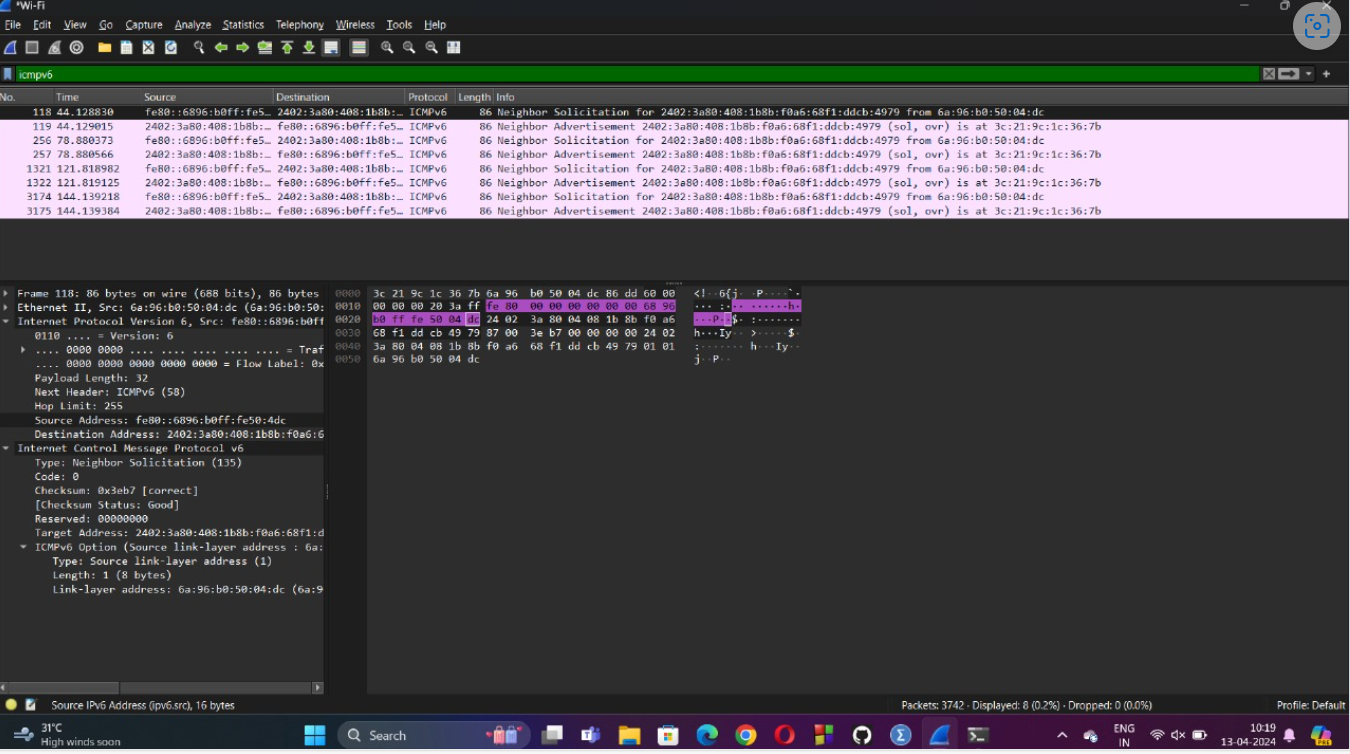 *Wi-Fi
File Edit View Go Capture Analyze Statistics Telephony Wireless Tools Help
icmpv6
No. Time Source Destination Protocol Length Info
118 44.128830 fe80::6896:b0ff:fe5… 2402:3a80:408:1b8b:… ICMPv6 86 Neighbor Solicitation for 2402:3a80:408:1b8b:f0a6:68f1:ddcb:4979 from 6a:96:b0:50:04:dc
119 44.129015 2402:3a80:408:1b8b:… fe80::6896:b0ff:fe5… ICMPv6 86 Neighbor Advertisement 2402:3a80:408:1b8b:f0a6:68f1:ddcb:4979 (sol, ovr) is at 3c:21:9c:1c:36:7b
256 78.880373 fe80::6896:b0ff:fe5… 2402:3a80:408:1b8b:… ICMPv6 86 Neighbor Solicitation for 2402:3a80:408:1b8b:f0a6:68f1:ddcb:4979 from 6a:96:b0:50:04:dc
257 78.880566 2402:3a80:408:1b8b:… fe80::6896:b0ff:fe5… ICMPv6 86 Neighbor Advertisement 2402:3a80:408:1b8b:f0a6:68f1:ddcb:4979 (sol, ovr) is at 3c:21:9c:1c:36:7b
1321 121.818982 fe80::6896:b0ff:fe5… 2402:3a80:408:1b8b:… ICMPv6 86 Neighbor Solicitation for 2402:3a80:408:1b8b:f0a6:68f1:ddcb:4979 from 6a:96:b0:50:04:dc
1322 121.819125 2402:3a80:408:1b8b:… fe80::6896:b0ff:fe5… ICMPv6 86 Neighbor Advertisement 2402:3a80:408:1b8b:f0a6:68f1:ddcb:4979 (sol, ovr) is at 3c:21:9c:1c:36:7b
3174 144.139218 fe80::6896:b0ff:fe5… 2402:3a80:408:1b8b:… ICMPv6 86 Neighbor Solicitation for 2402:3a80:408:1b8b:f0a6:68f1:ddcb:4979 from 6a:96:b0:50:04:dc
3175 144.139384 2402:3a80:408:1b8b:… fe80::6896:b0ff:fe5… ICMPv6 86 Neighbor Advertisement 2402:3a80:408:1b8b:f0a6:68f1:ddcb:4979 (sol, ovr) is at 3c:21:9c:1c:36:7b
Frame 118: 86 bytes on wire (688 bits), 86 bytes
Ethernet II, Src: 6a:96:b0:50:04:dc (6a:96:b0:50:
Internet Protocol Version 6, Src: fe80::6896:b0ff
0110 .... = Version: 6
.... 0000 0000 .... .... .... .... .... = Traf
.... 0000 0000 0000 0000 0000 = Flow Label: 0x
Payload Length: 32
Next Header: ICMPv6 (58)
Hop Limit: 255
Source Address: fe80::6896:b0ff:fe50:4dc
Destination Address: 2402:3a80:408:1b8b:f0a6:6
Internet Control Message Protocol v6
Type: Neighbor Solicitation (135)
Code: 0
Checksum: 0x3eb7 [correct]
[Checksum Status: Good]
Reserved: 00000000
Target Address: 2402:3a80:408:1b8b:f0a6:68f1:d
ICMPv6 Option (Source link-layer address : 6a:
Type: Source link-layer address (1)
Length: 1 (8 bytes)
Link-layer address: 6a:96:b0:50:04:dc (6a:9
0000 3c 21 9c 1c 36 7b 6a 96 b0 50 04 dc 86 dd 60 00 <!··6{j· ·P····`·
0010 00 00 00 20 3a ff fe 80 00 00 00 00 00 00 68 96 ··· :··· ······h·
0020 b0 ff fe 50 04 dc 24 02 3a 80 04 08 1b 8b f0 a6 ···P··$· :·······
0030 68 f1 dd cb 49 79 87 00 3e b7 00 00 00 00 24 02 h···Iy·· >·····$·
0040 3a 80 04 08 1b 8b f0 a6 68 f1 dd cb 49 79 01 01 :······· h···Iy··
0050 6a 96 b0 50 04 dc j··P··
Source IPv6 Address (ipv6.src), 16 bytes
Packets: 3742 · Displayed: 8 (0.2%) · Dropped: 0 (0.0%)
Profile: Default
31°C
High winds soon
Search
ENG
IN
10:19
13-04-2024
PRE